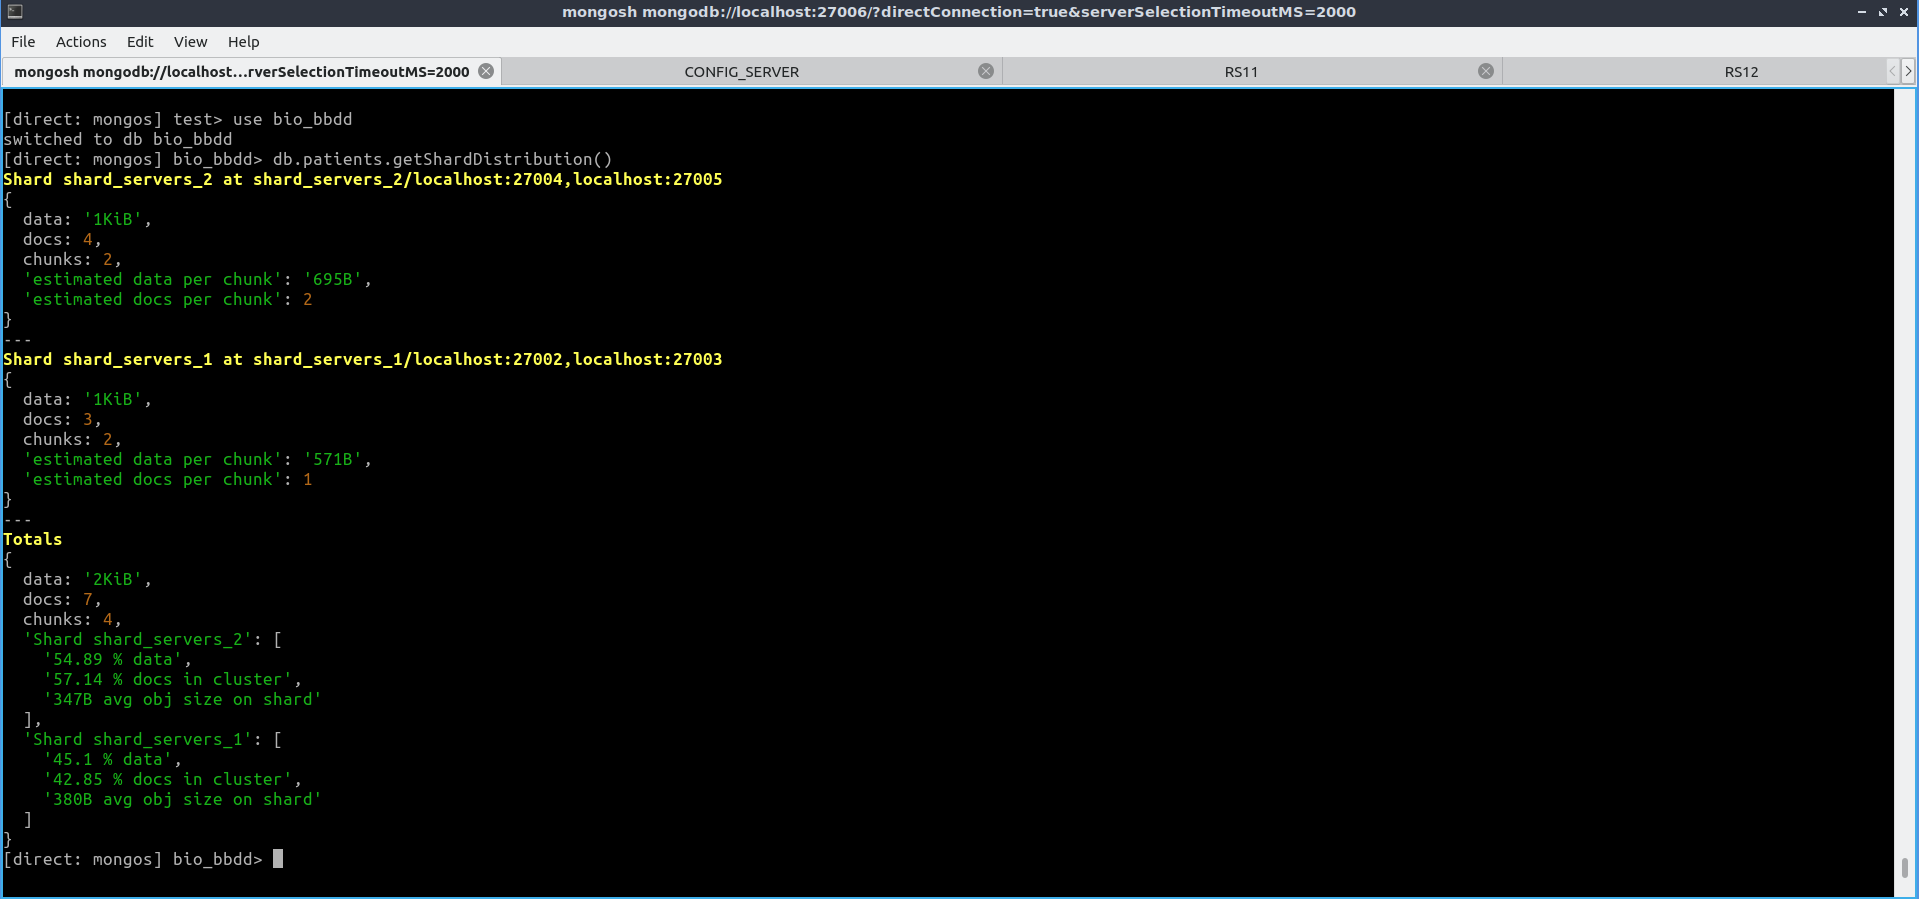 mongosh mongodb://localhost:27006/?directConnection=true&serverSelectionTimeoutMS=2000
File Actions Edit View Help
mongosh mongodb://localhost...rverSelectionTimeoutMS=2000 CONFIG_SERVER RS11 RS12
[direct: mongos] test> use bio_bbdd
switched to db bio_bbdd
[direct: mongos] bio_bbdd> db.patients.getShardDistribution()
Shard shard_servers_2 at shard_servers_2/localhost:27004,localhost:27005
{
  data: '1KiB',
  docs: 4,
  chunks: 2,
  'estimated data per chunk': '695B',
  'estimated docs per chunk': 2
}
---
Shard shard_servers_1 at shard_servers_1/localhost:27002,localhost:27003
{
  data: '1KiB',
  docs: 3,
  chunks: 2,
  'estimated data per chunk': '571B',
  'estimated docs per chunk': 1
}
---
Totals
{
  data: '2KiB',
  docs: 7,
  chunks: 4,
  'Shard shard_servers_2': [
    '54.89 % data',
    '57.14 % docs in cluster',
    '347B avg obj size on shard'
  ],
  'Shard shard_servers_1': [
    '45.1 % data',
    '42.85 % docs in cluster',
    '380B avg obj size on shard'
  ]
}
[direct: mongos] bio_bbdd>